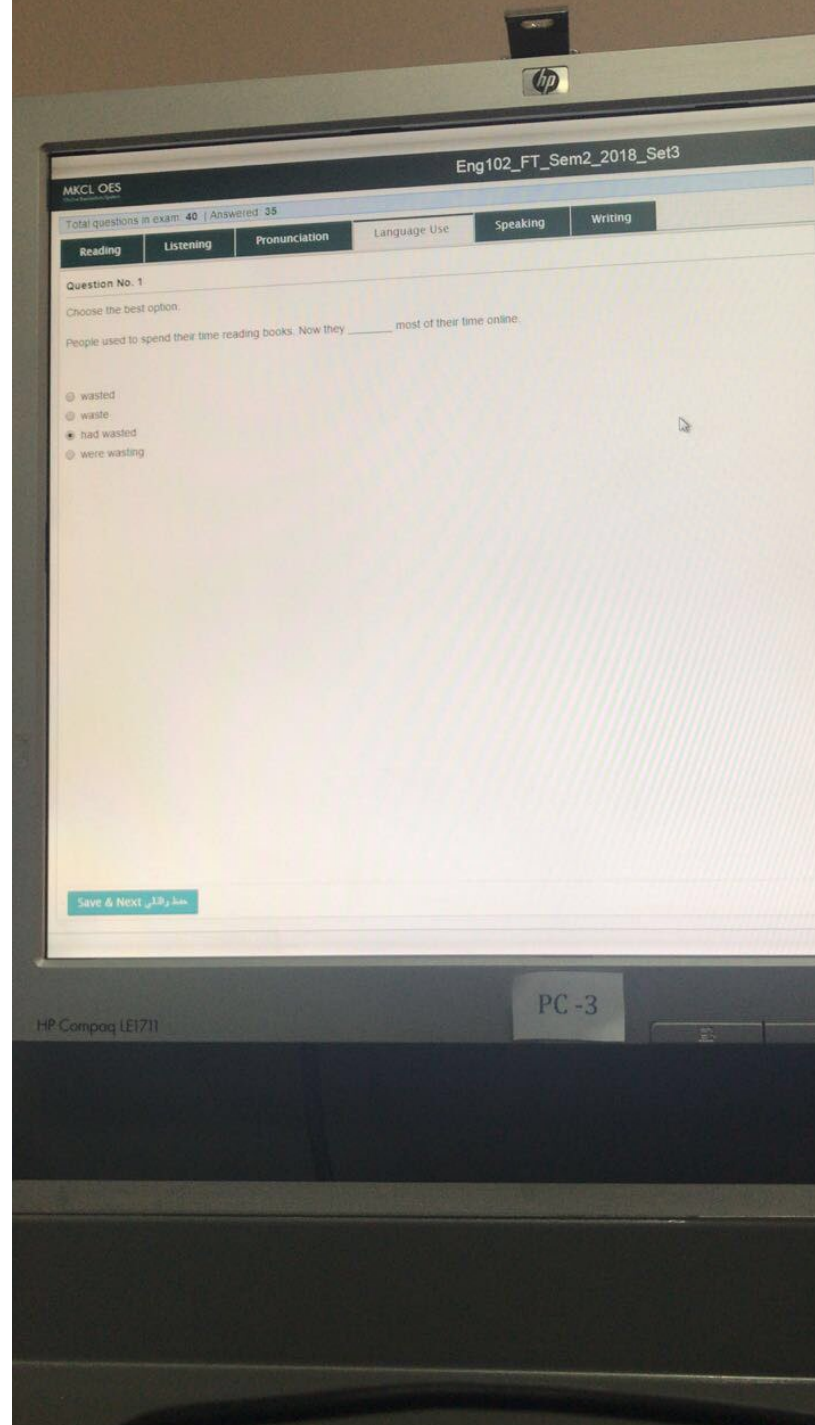 hp
Eng102_FT_Sem2_2018_Set3
MKCL OES
Total questions in exam: 40 | Answered: 35
Reading Listening Pronunciation Language Use Speaking Writing
Question No. 1
Choose the best option:
People used to spend their time reading books. Now they _______ most of their time online.
wasted
waste
had wasted
were wasting
Save & Next حفظ والتالي
PC -3
HP Compaq LE1711